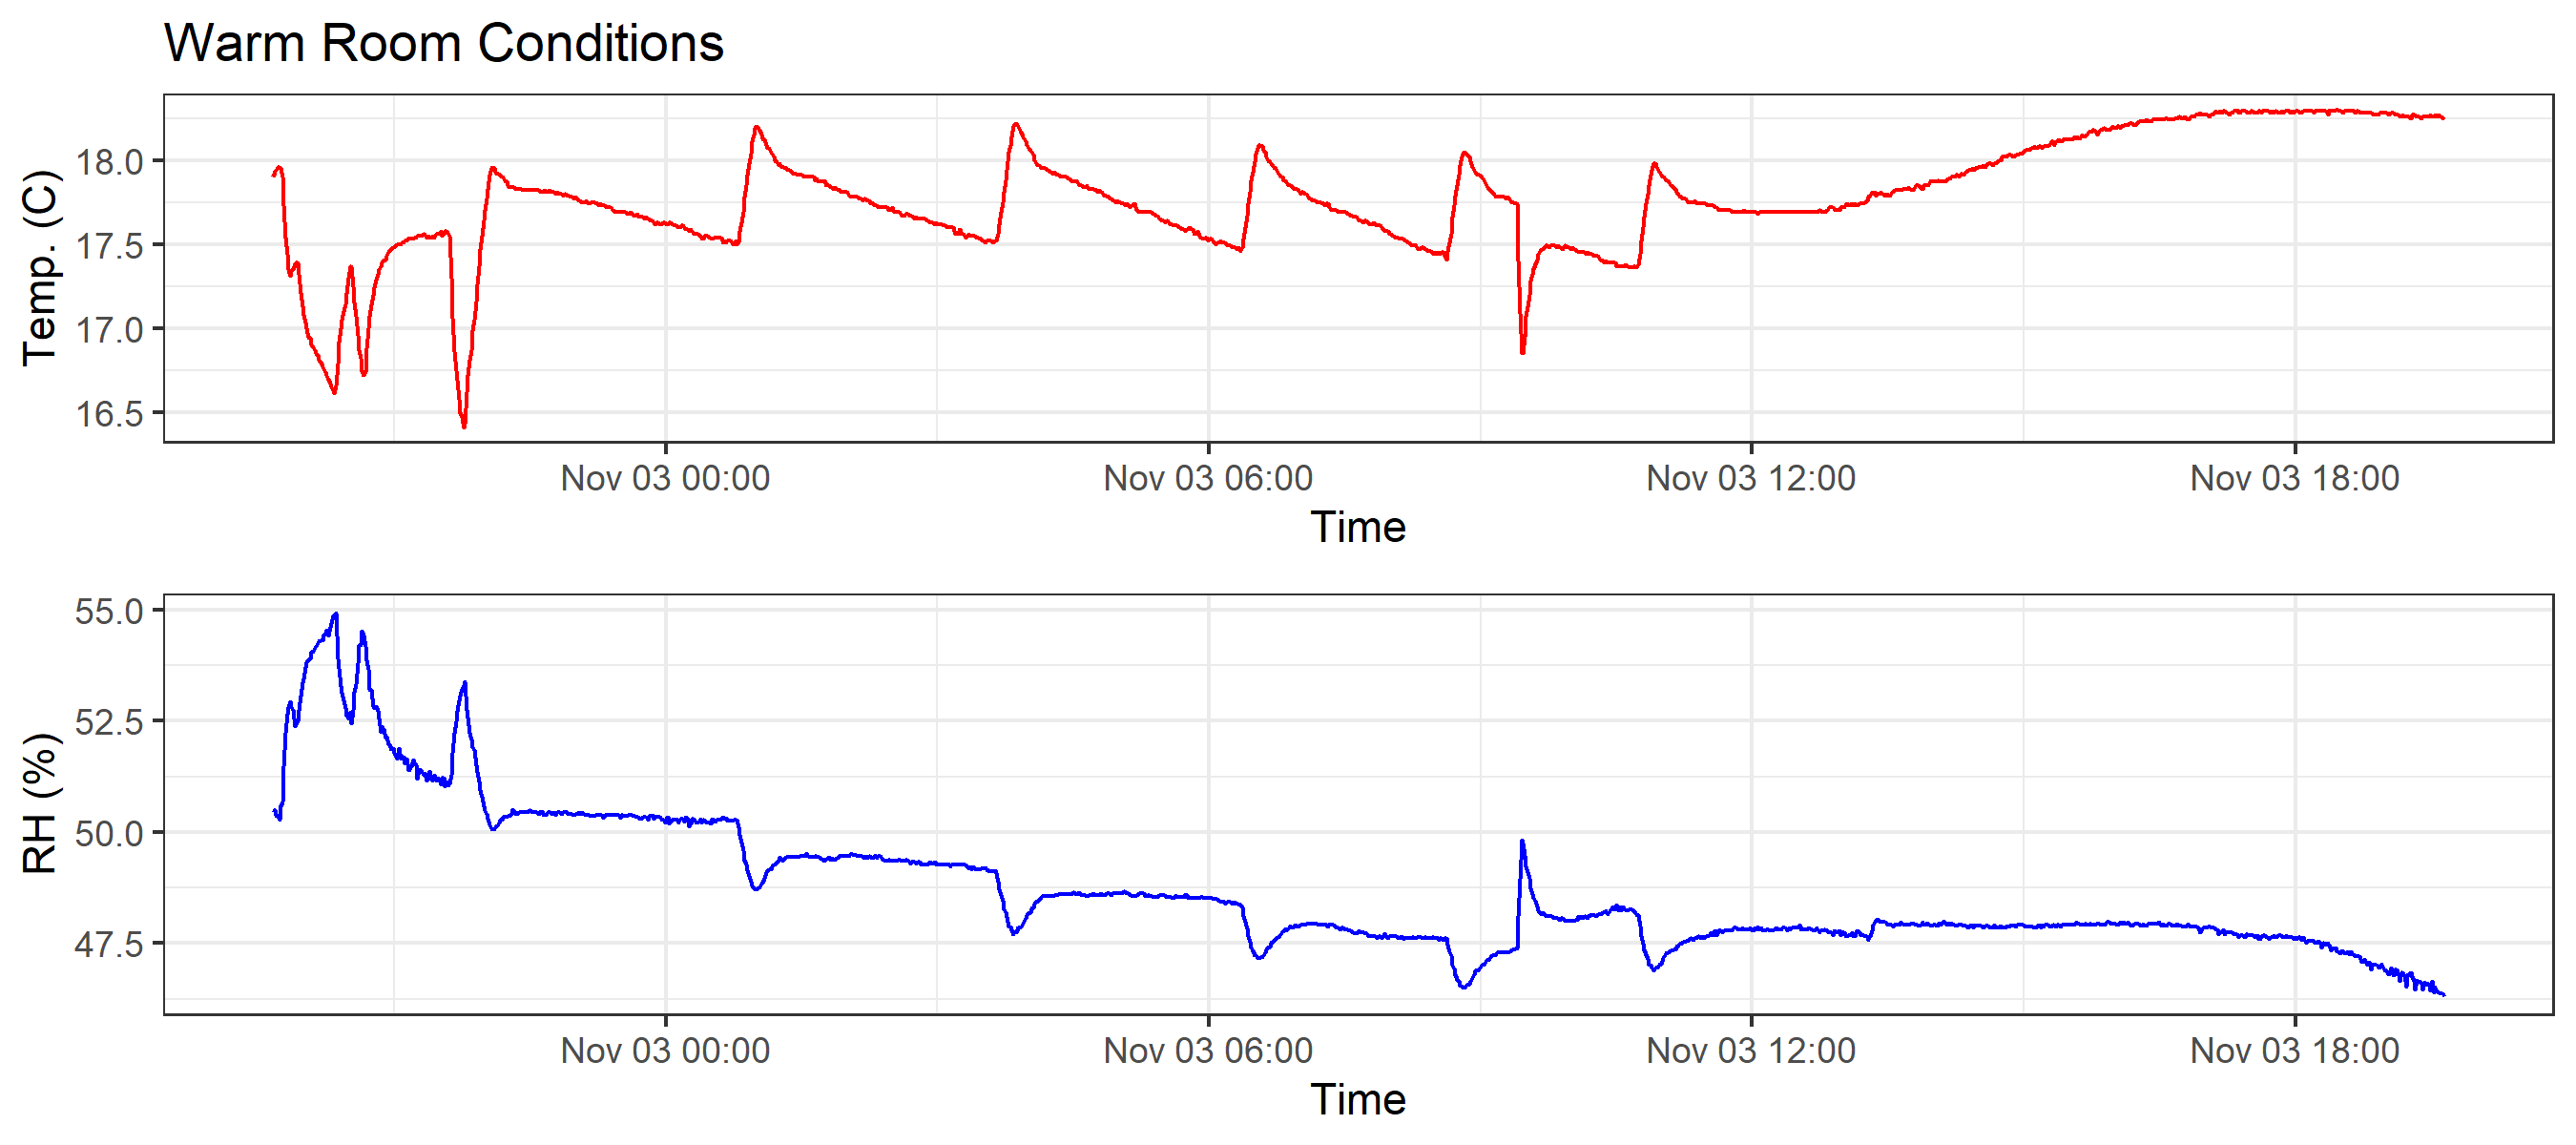 Warm Room Conditions
Temp. (C)
18.0
17.5
17.0
16.5
Nov 03 00:00 Nov 03 06:00 Nov 03 12:00 Nov 03 18:00
Time
RH (%)
55.0
52.5
50.0
47.5
Nov 03 00:00 Nov 03 06:00 Nov 03 12:00 Nov 03 18:00
Time